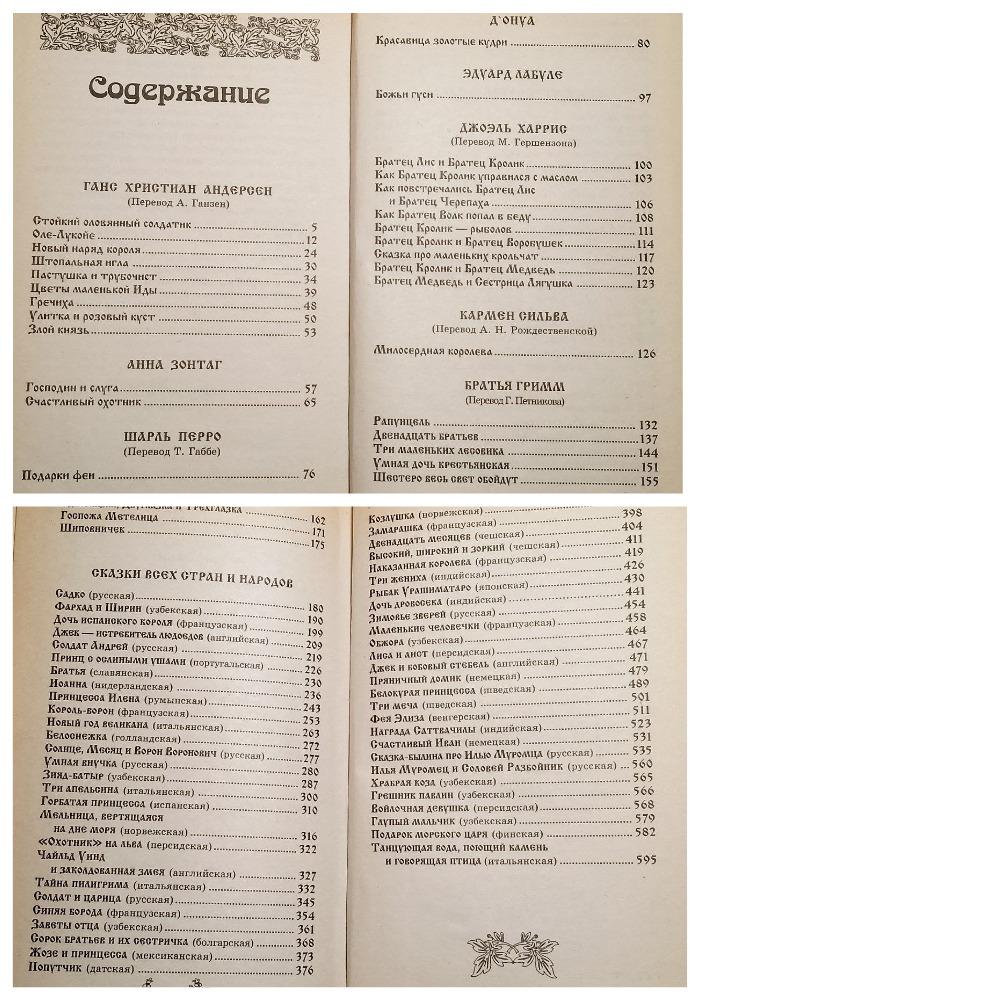 Содержание
ГАНС ХРИСТИАН АНДЕРСЕН
(Перевод А. Ганзен)
Стойкий оловянный солдатик 5
Оле-Лукойе 12
Новый наряд короля 24
Штопальная игла 30
Пастушка и трубочист 34
Цветы маленькой Иды 39
Гречиха 48
Улитка и розовый куст 50
Злой князь 53
АННА ЗОНТАГ
Господин и слуга 57
Счастливый охотник 65
ШАРЛЬ ПЕРРО
(Перевод Т. Габбе)
Подарки феи 76
Д'ОНУА
Красавица золотые кудри 80
ЭДУАРД ЛАБУЛЕ
Божьи гуси 97
ДЖОЭЛЬ ХАРРИС
(Перевод М. Гершензона)
Братец Лис и Братец Кролик 100
Как Братец Кролик управился с маслом 103
Как повстречались Братец Лис
и Братец Черепаха 106
Как Братец Волк попал в беду 108
Братец Кролик — рыболов 111
Братец Кролик и Братец Воробушек 114
Сказка про маленьких крольчат 117
Братец Кролик и Братец Медведь 120
Братец Медведь и Сестрица Лягушка 123
КАРМЕН СИЛЬВА
(Перевод А. Н. Рождественской)
Милосердная королева 126
БРАТЬЯ ГРИММ
(Перевод Г. Петникова)
Рапунцель 132
Двенадцать братьев 137
Три маленьких лесовика 144
Умная дочь крестьянская 151
Шестеро весь свет обойдут 155
и Трехглазка 162
Госпожа Метелица 171
Шиповничек 175
СКАЗКИ ВСЕХ СТРАН И НАРОДОВ
Садко (русская) 180
Фархад и Ширин (узбекская) 190
Дочь испанского короля (французская) 199
Джек — истребитель людоедов (английская) 209
Солдат Андрей (русская) 219
Принц с ослиными ушами (португальская) 226
Братья (славянская) 230
Иоанна (нидерландская) 236
Принцесса Илена (румынская) 243
Король-ворон (французская) 253
Новый год великана (итальянская) 263
Белоснежка (голландская) 272
Солнце, Месяц и Ворон Воронович (русская) 277
Умная внучка (русская) 280
Зияд-батыр (узбекская) 287
Три апельсина (итальянская) 300
Горбатая принцесса (испанская) 310
Мельница, вертящаяся
на дне моря (норвежская) 316
«Охотник» на льва (персидская) 322
Чайльд Уинд
и заколдованная змея (английская) 327
Тайна пилигрима (итальянская) 332
Солдат и царица (русская) 345
Синяя борода (французская) 354
Заветы отца (узбекская) 361
Сорок братьев и их сестричка (болгарская) 368
Жозе и принцесса (мексиканская) 373
Попутчик (датская) 376
Козлушка (норвежская) 398
Замарашка (французская) 404
Двенадцать месяцев (чешская) 411
Высокий, широкий и зоркий (чешская) 419
Наказанная королева (французская) 426
Три жениха (индийская) 430
Рыбак Урашиматаро (японская) 441
Дочь дровосека (индийская) 454
Зимовье зверей (русская) 458
Маленькие человечки (французская) 464
Обжора (узбекская) 467
Лиса и аист (персидская) 471
Джек и бобовый стебель (английская) 479
Пряничный домик (немецкая) 489
Белокурая принцесса (шведская) 501
Три меча (шведская) 511
Фея Элиза (венгерская) 523
Награда Саттвачилы (индийская) 531
Счастливый Иван (немецкая) 535
Сказка-былина про Илью Муромца (русская) 560
Илья Муромец и Соловей Разбойник (русская) 565
Храбрая коза (узбекская) 566
Грешник павлин (узбекская) 568
Войлочная девушка (персидская) 579
Глупый мальчик (узбекская) 582
Подарок морского царя (финская)
Танцующая вода, поющий камень
и говорящая птица (итальянская) 595